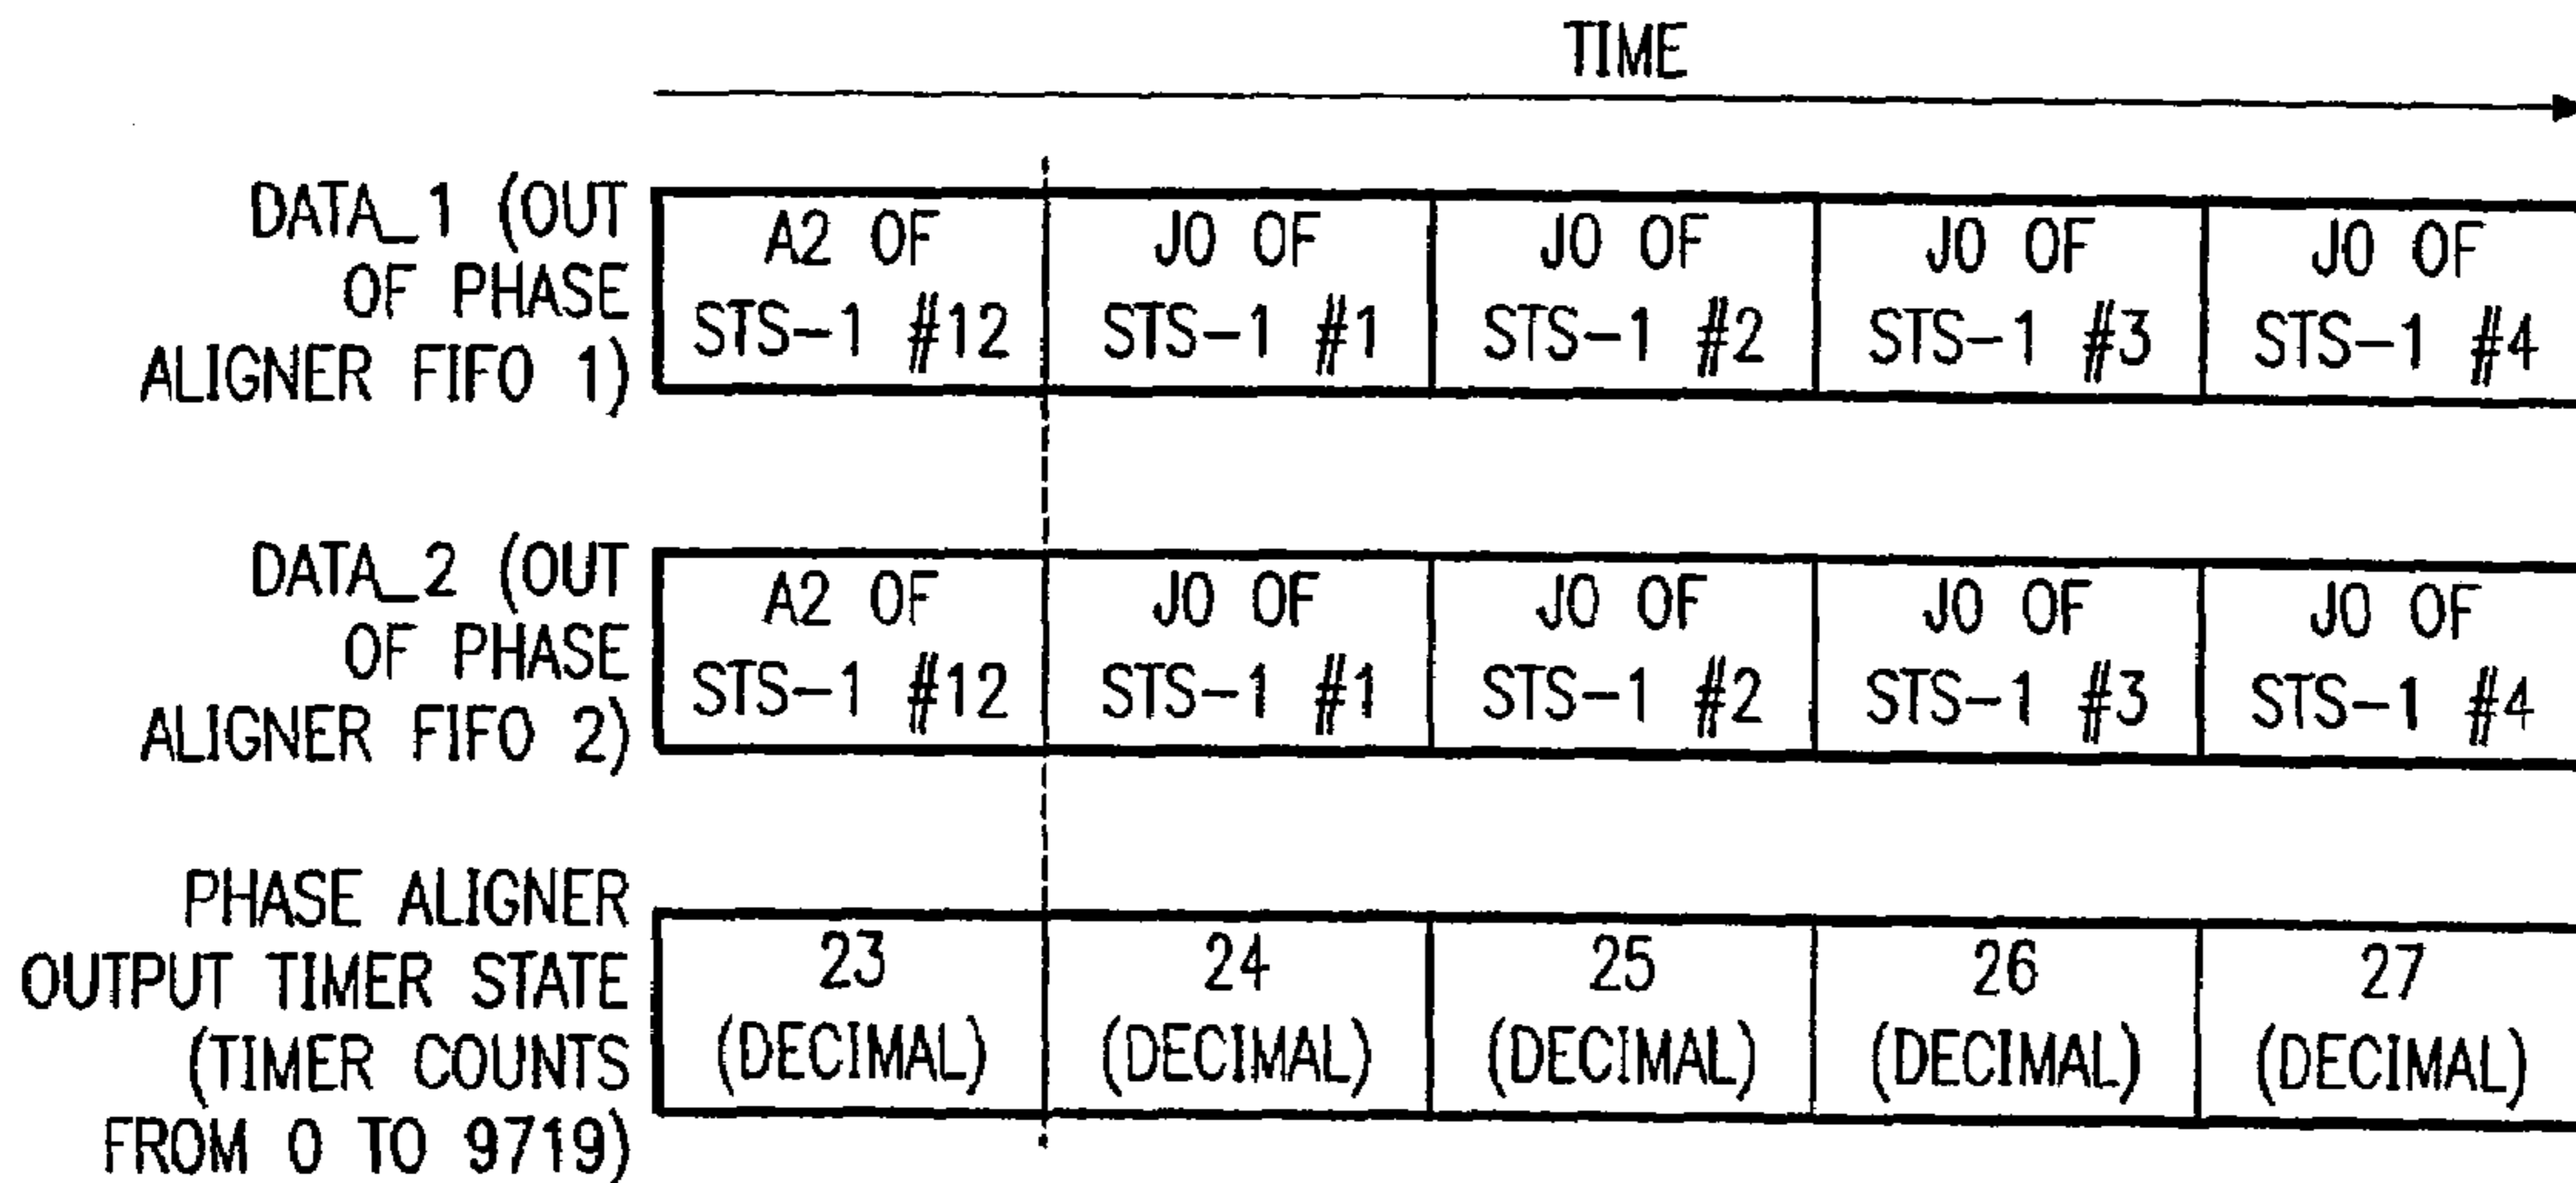 TIME
DATA_1 (OUT
OF PHASE
ALIGNER FIFO 1)
A2 OF
STS-1 #12
J0 OF
STS-1 #1
J0 OF
STS-1 #2
J0 OF
STS-1 #3
J0 OF
STS-1 #4
DATA_2 (OUT
OF PHASE
ALIGNER FIFO 2)
A2 OF
STS-1 #12
J0 OF
STS-1 #1
J0 OF
STS-1 #2
J0 OF
STS-1 #3
J0 OF
STS-1 #4
PHASE ALIGNER
OUTPUT TIMER STATE
(TIMER COUNTS
FROM 0 TO 9719)
23
(DECIMAL)
24
(DECIMAL)
25
(DECIMAL)
26
(DECIMAL)
27
(DECIMAL)